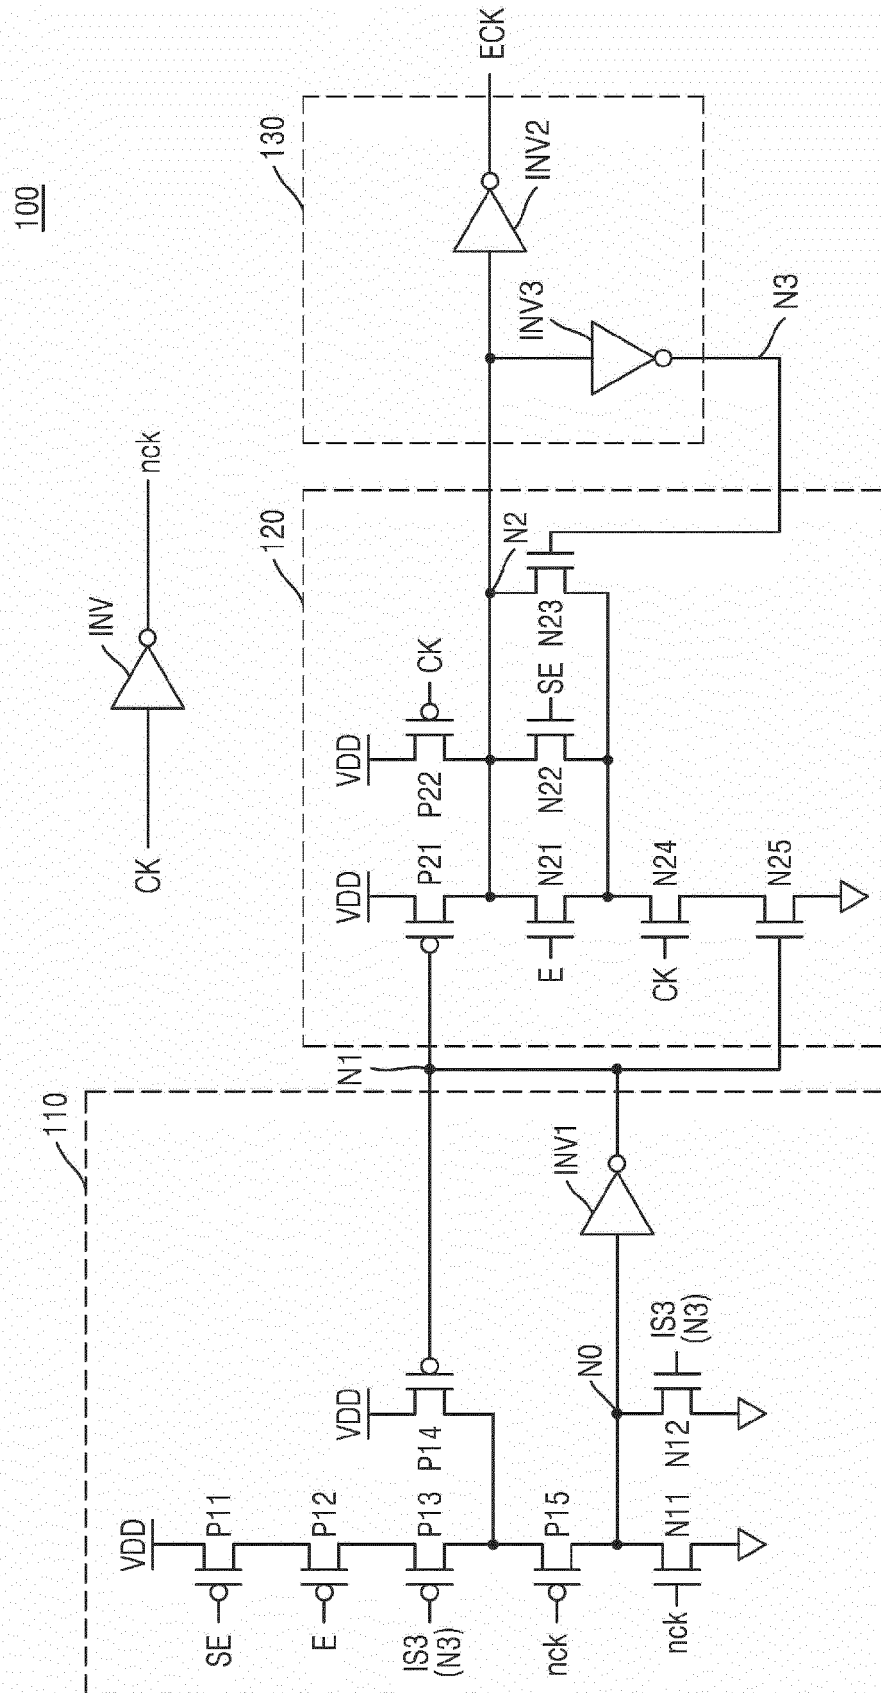 100
CK
INV
nck
110
VDD
SE
P11
E
P12
IS3
(N3)
P13
VDD
P14
nck
P15
nck
N11
N0
IS3
(N3)
N12
INV1
N1
120
VDD
P21
VDD
P22
CK
E
N21
N22
SE
N23
N2
CK
N24
N25
130
INV2
ECK
INV3
N3